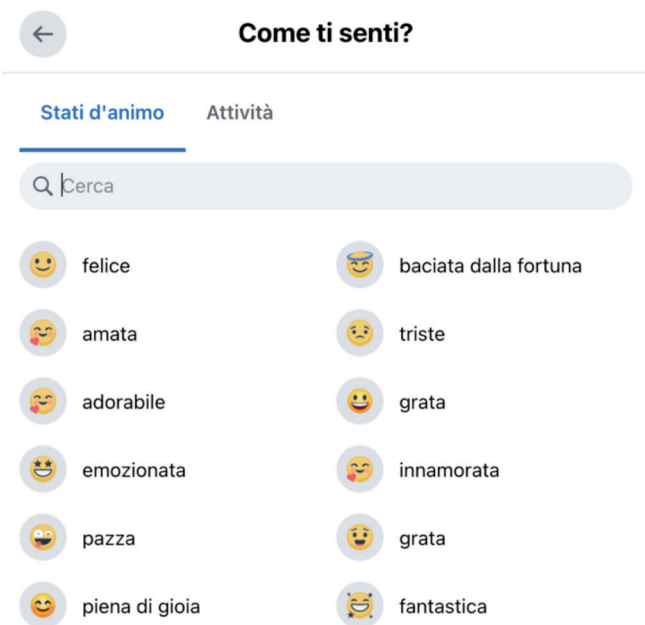 Come ti senti?
Stati d'animo Attività
Cerca
felice baciata dalla fortuna
amata triste
adorabile grata
emozionata innamorata
pazza grata
piena di gioia fantastica